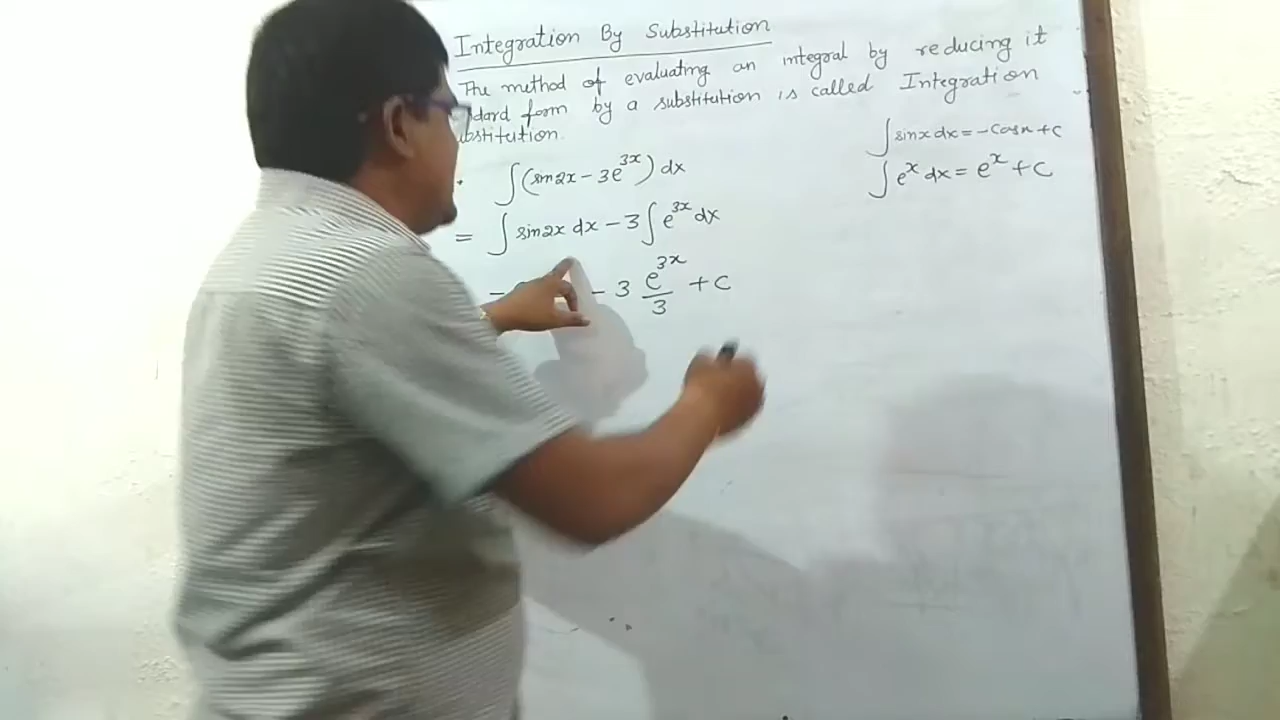 Integration By Substitution
The method of evaluating an integral by reducing it
dard form by a substitution is called Integration
bstitution.
∫ sinx dx = -Cosx + C
∫ e^x dx = e^x + C
∫(sin2x - 3e^{3x}) dx
= ∫ sin2x dx - 3∫ e^{3x} dx
- - 3 e^{3x}/3 + C